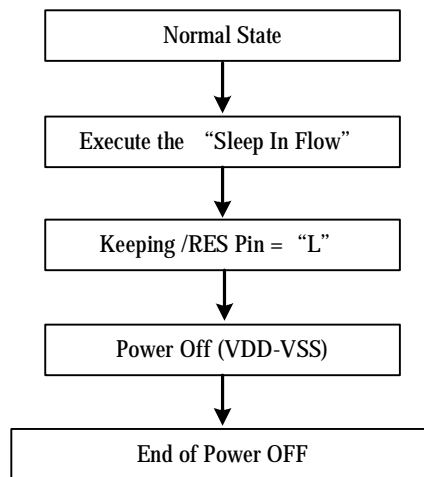 Normal State
Execute the “Sleep In Flow”
Keeping /RES Pin = “L”
Power Off (VDD-VSS)
End of Power OFF